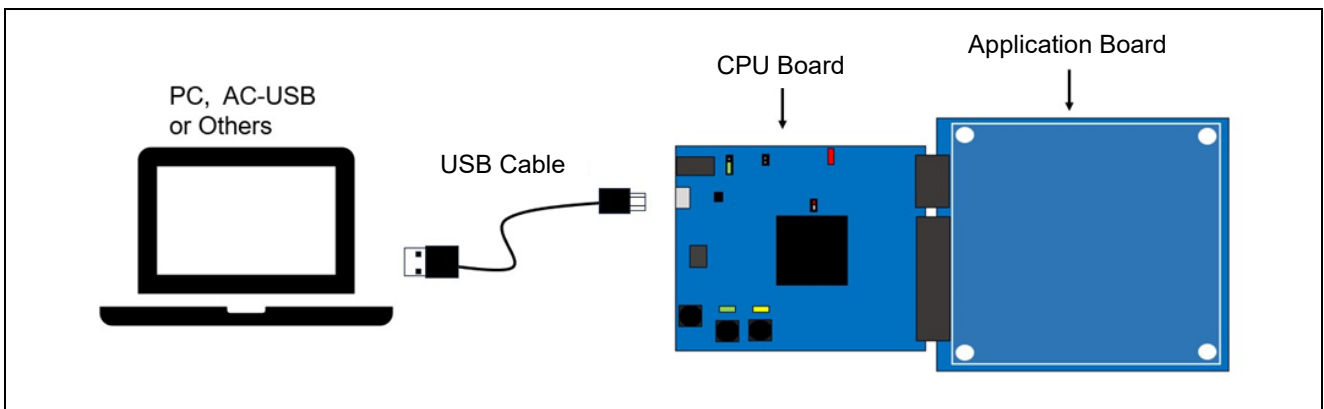 PC, AC-USB
or Others
USB Cable
CPU Board
Application Board